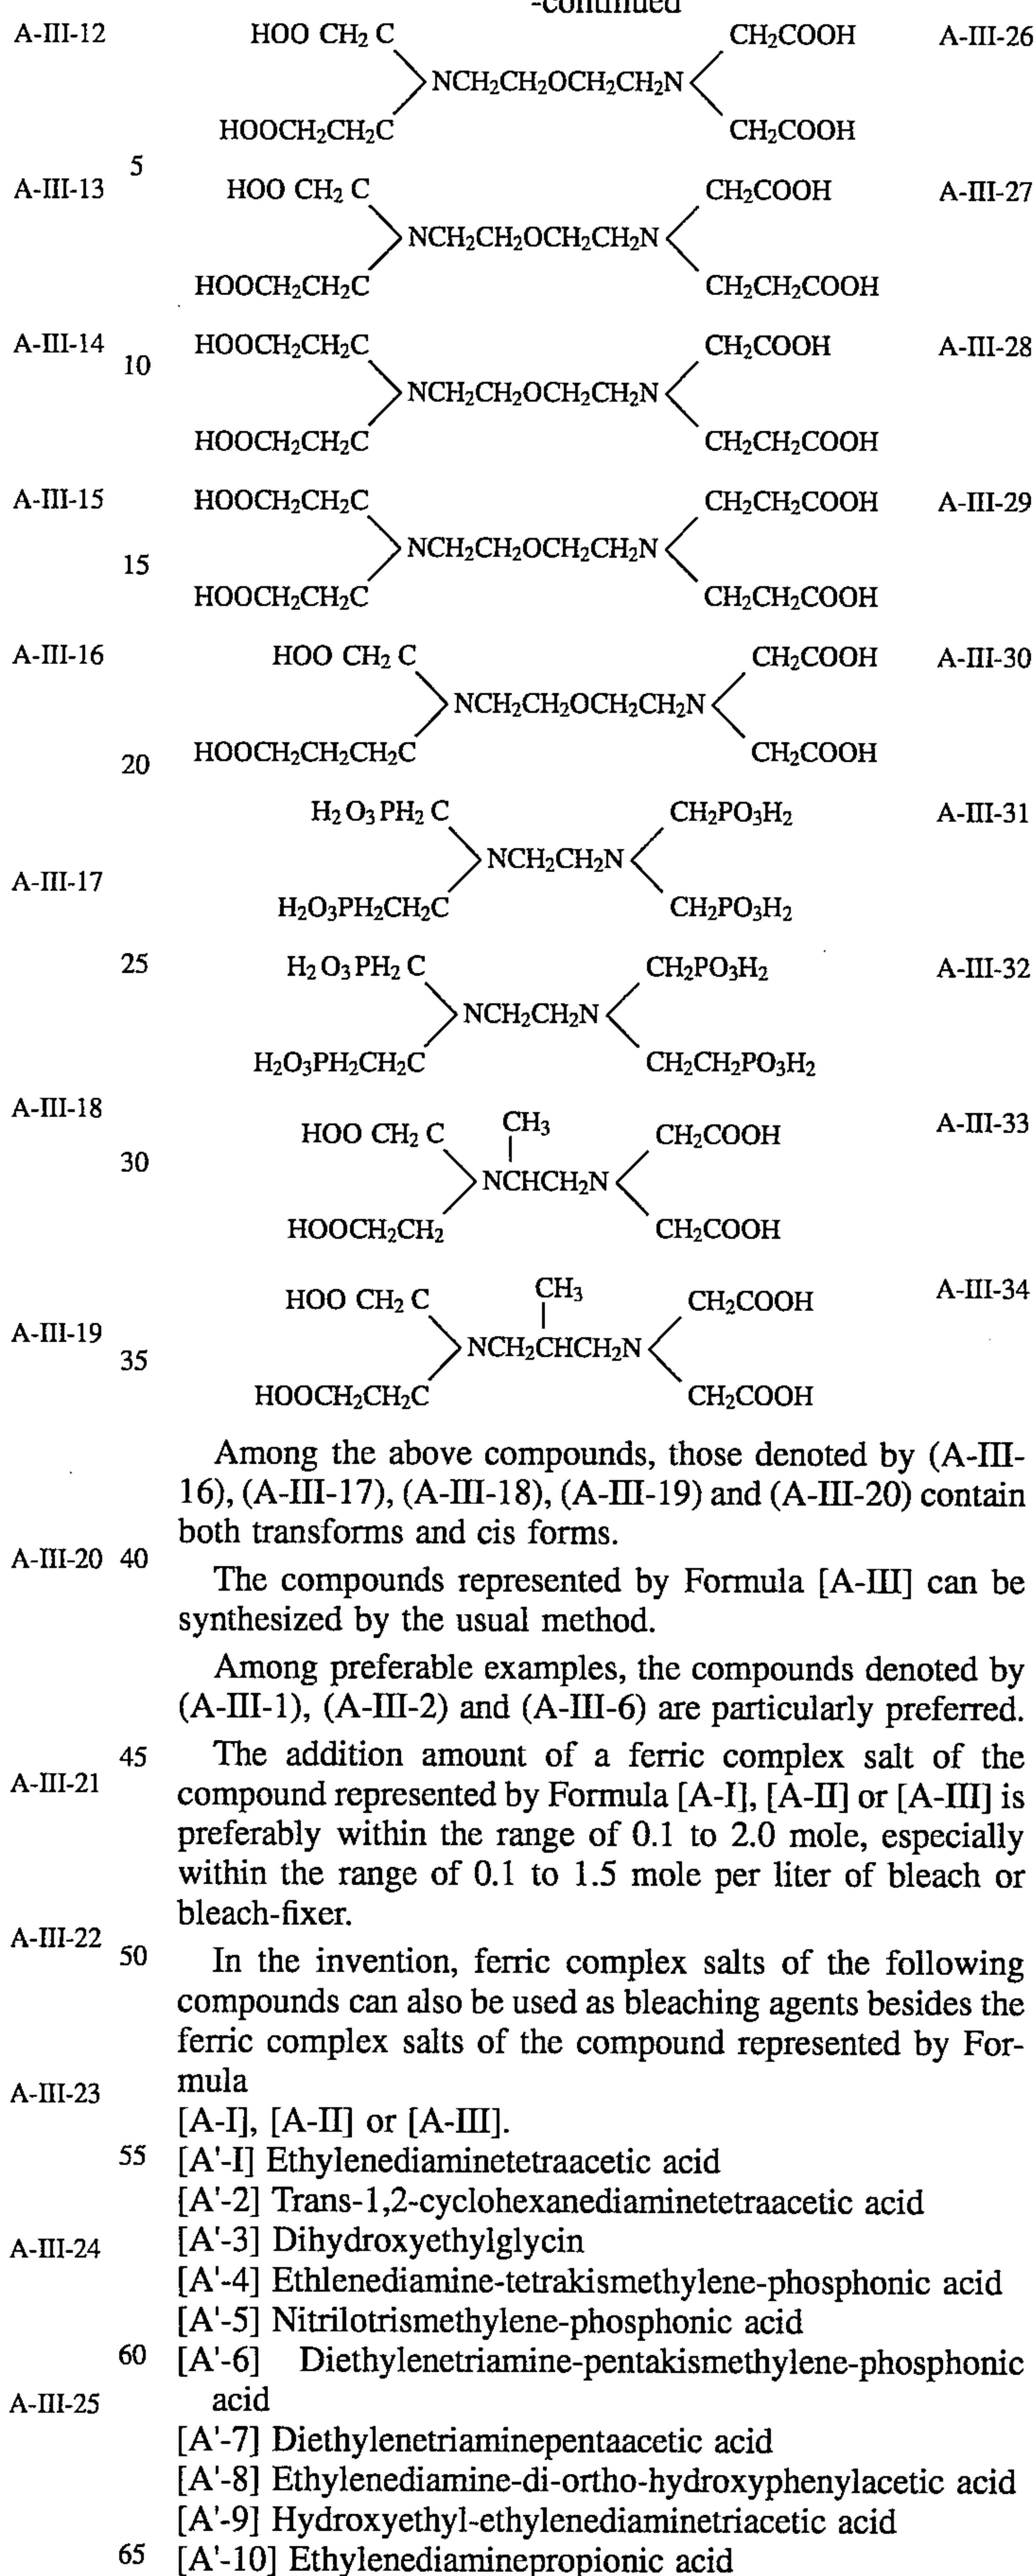 -continued
A-III-12 HOO CH₂ C CH₂COOH A-III-26
NCH₂CH₂OCH₂CH₂N
HOOCH₂CH₂C CH₂COOH
5
A-III-13 HOO CH₂ C CH₂COOH A-III-27
NCH₂CH₂OCH₂CH₂N
HOOCH₂CH₂C CH₂CH₂COOH
A-III-14 HOOCH₂CH₂C CH₂COOH A-III-28
10
NCH₂CH₂OCH₂CH₂N
HOOCH₂CH₂C CH₂CH₂COOH
A-III-15 HOOCH₂CH₂C CH₂CH₂COOH A-III-29
NCH₂CH₂OCH₂CH₂N
15
HOOCH₂CH₂C CH₂CH₂COOH
A-III-16 HOO CH₂ C CH₂COOH A-III-30
NCH₂CH₂OCH₂CH₂N
HOOCH₂CH₂CH₂C CH₂COOH
20
H₂O₃PH₂ C CH₂PO₃H₂ A-III-31
NCH₂CH₂N
A-III-17
H₂O₃PH₂CH₂C CH₂PO₃H₂
25 H₂O₃PH₂ C CH₂PO₃H₂ A-III-32
NCH₂CH₂N
H₂O₃PH₂CH₂C CH₂CH₂PO₃H₂
A-III-18 CH₃ A-III-33
HOO CH₂ C CH₂COOH
30
NCHCH₂N
HOOCH₂CH₂ CH₂COOH
CH₃ A-III-34
HOO CH₂ C CH₂COOH
A-III-19
NCH₂CHCH₂N
35
HOOCH₂CH₂C CH₂COOH
Among the above compounds, those denoted by (A-III-
16), (A-III-17), (A-III-18), (A-III-19) and (A-III-20) contain
both transforms and cis forms.
A-III-20 40
The compounds represented by Formula [A-III] can be
synthesized by the usual method.
Among preferable examples, the compounds denoted by
(A-III-1), (A-III-2) and (A-III-6) are particularly preferred.
45 The addition amount of a ferric complex salt of the
A-III-21 compound represented by Formula [A-I], [A-II] or [A-III] is
preferably within the range of 0.1 to 2.0 mole, especially
within the range of 0.1 to 1.5 mole per liter of bleach or
bleach-fixer.
A-III-22
50 In the invention, ferric complex salts of the following
compounds can also be used as bleaching agents besides the
ferric complex salts of the compound represented by For-
A-III-23 mula
[A-I], [A-II] or [A-III].
55 [A'-I] Ethylenediaminetetraacetic acid
[A'-2] Trans-1,2-cyclohexanediaminetetraacetic acid
A-III-24 [A'-3] Dihydroxyethylglycin
[A'-4] Ethlenediamine-tetrakismethylene-phosphonic acid
[A'-5] Nitrilotrismethylene-phosphonic acid
60 [A'-6] Diethylenetriamine-pentakismethylene-phosphonic
A-III-25 acid
[A'-7] Diethylenetriaminepentaacetic acid
[A'-8] Ethylenediamine-di-ortho-hydroxyphenylacetic acid
[A'-9] Hydroxyethyl-ethylenediaminetriacetic acid
65 [A'-10] Ethylenediaminepropionic acid